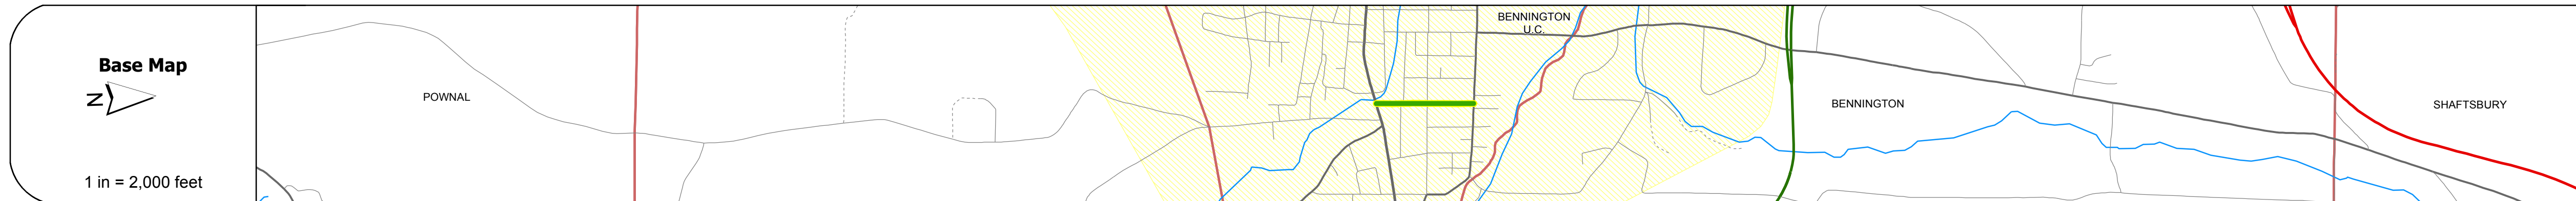 Base Map
N
1 in = 2,000 feet
POWNAL
BENNINGTON
U.C.
BENNINGTON
SHAFTSBURY